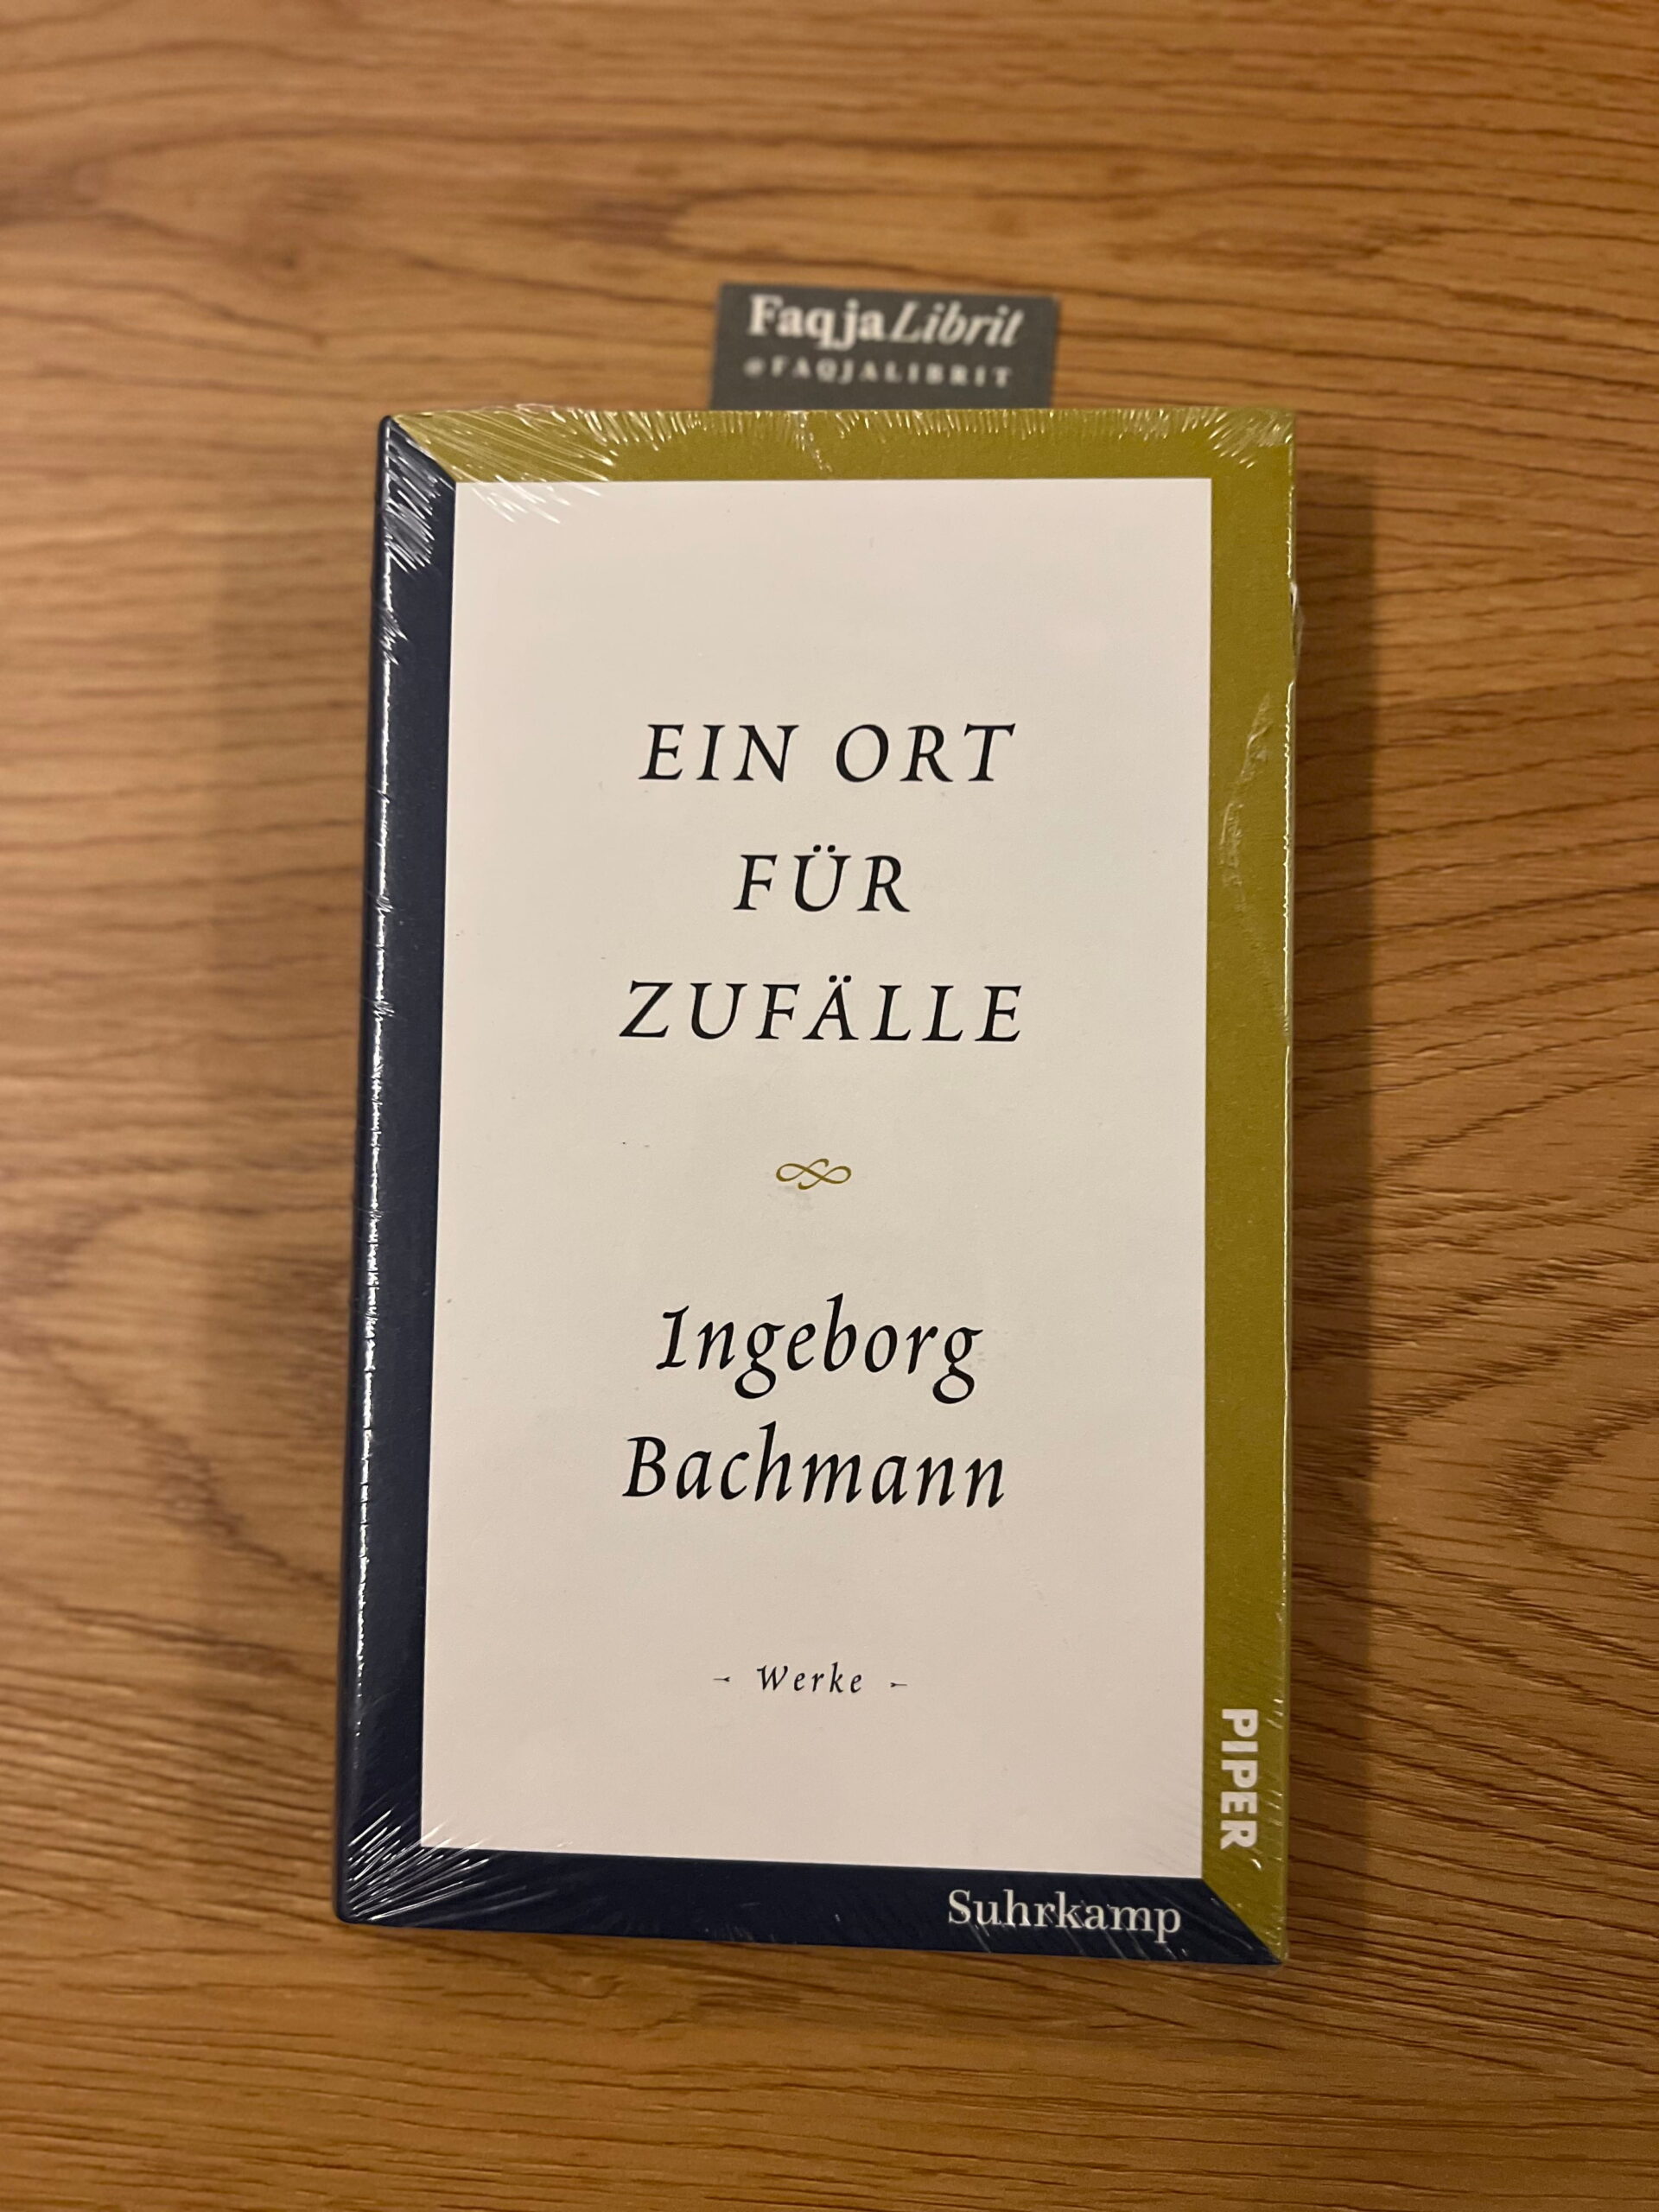 FaqjaLibrit
@FAQJALIBRIT
EIN ORT
FÜR
ZUFÄLLE
Ingeborg
Bachmann
- Werke -
PIPER
Suhrkamp